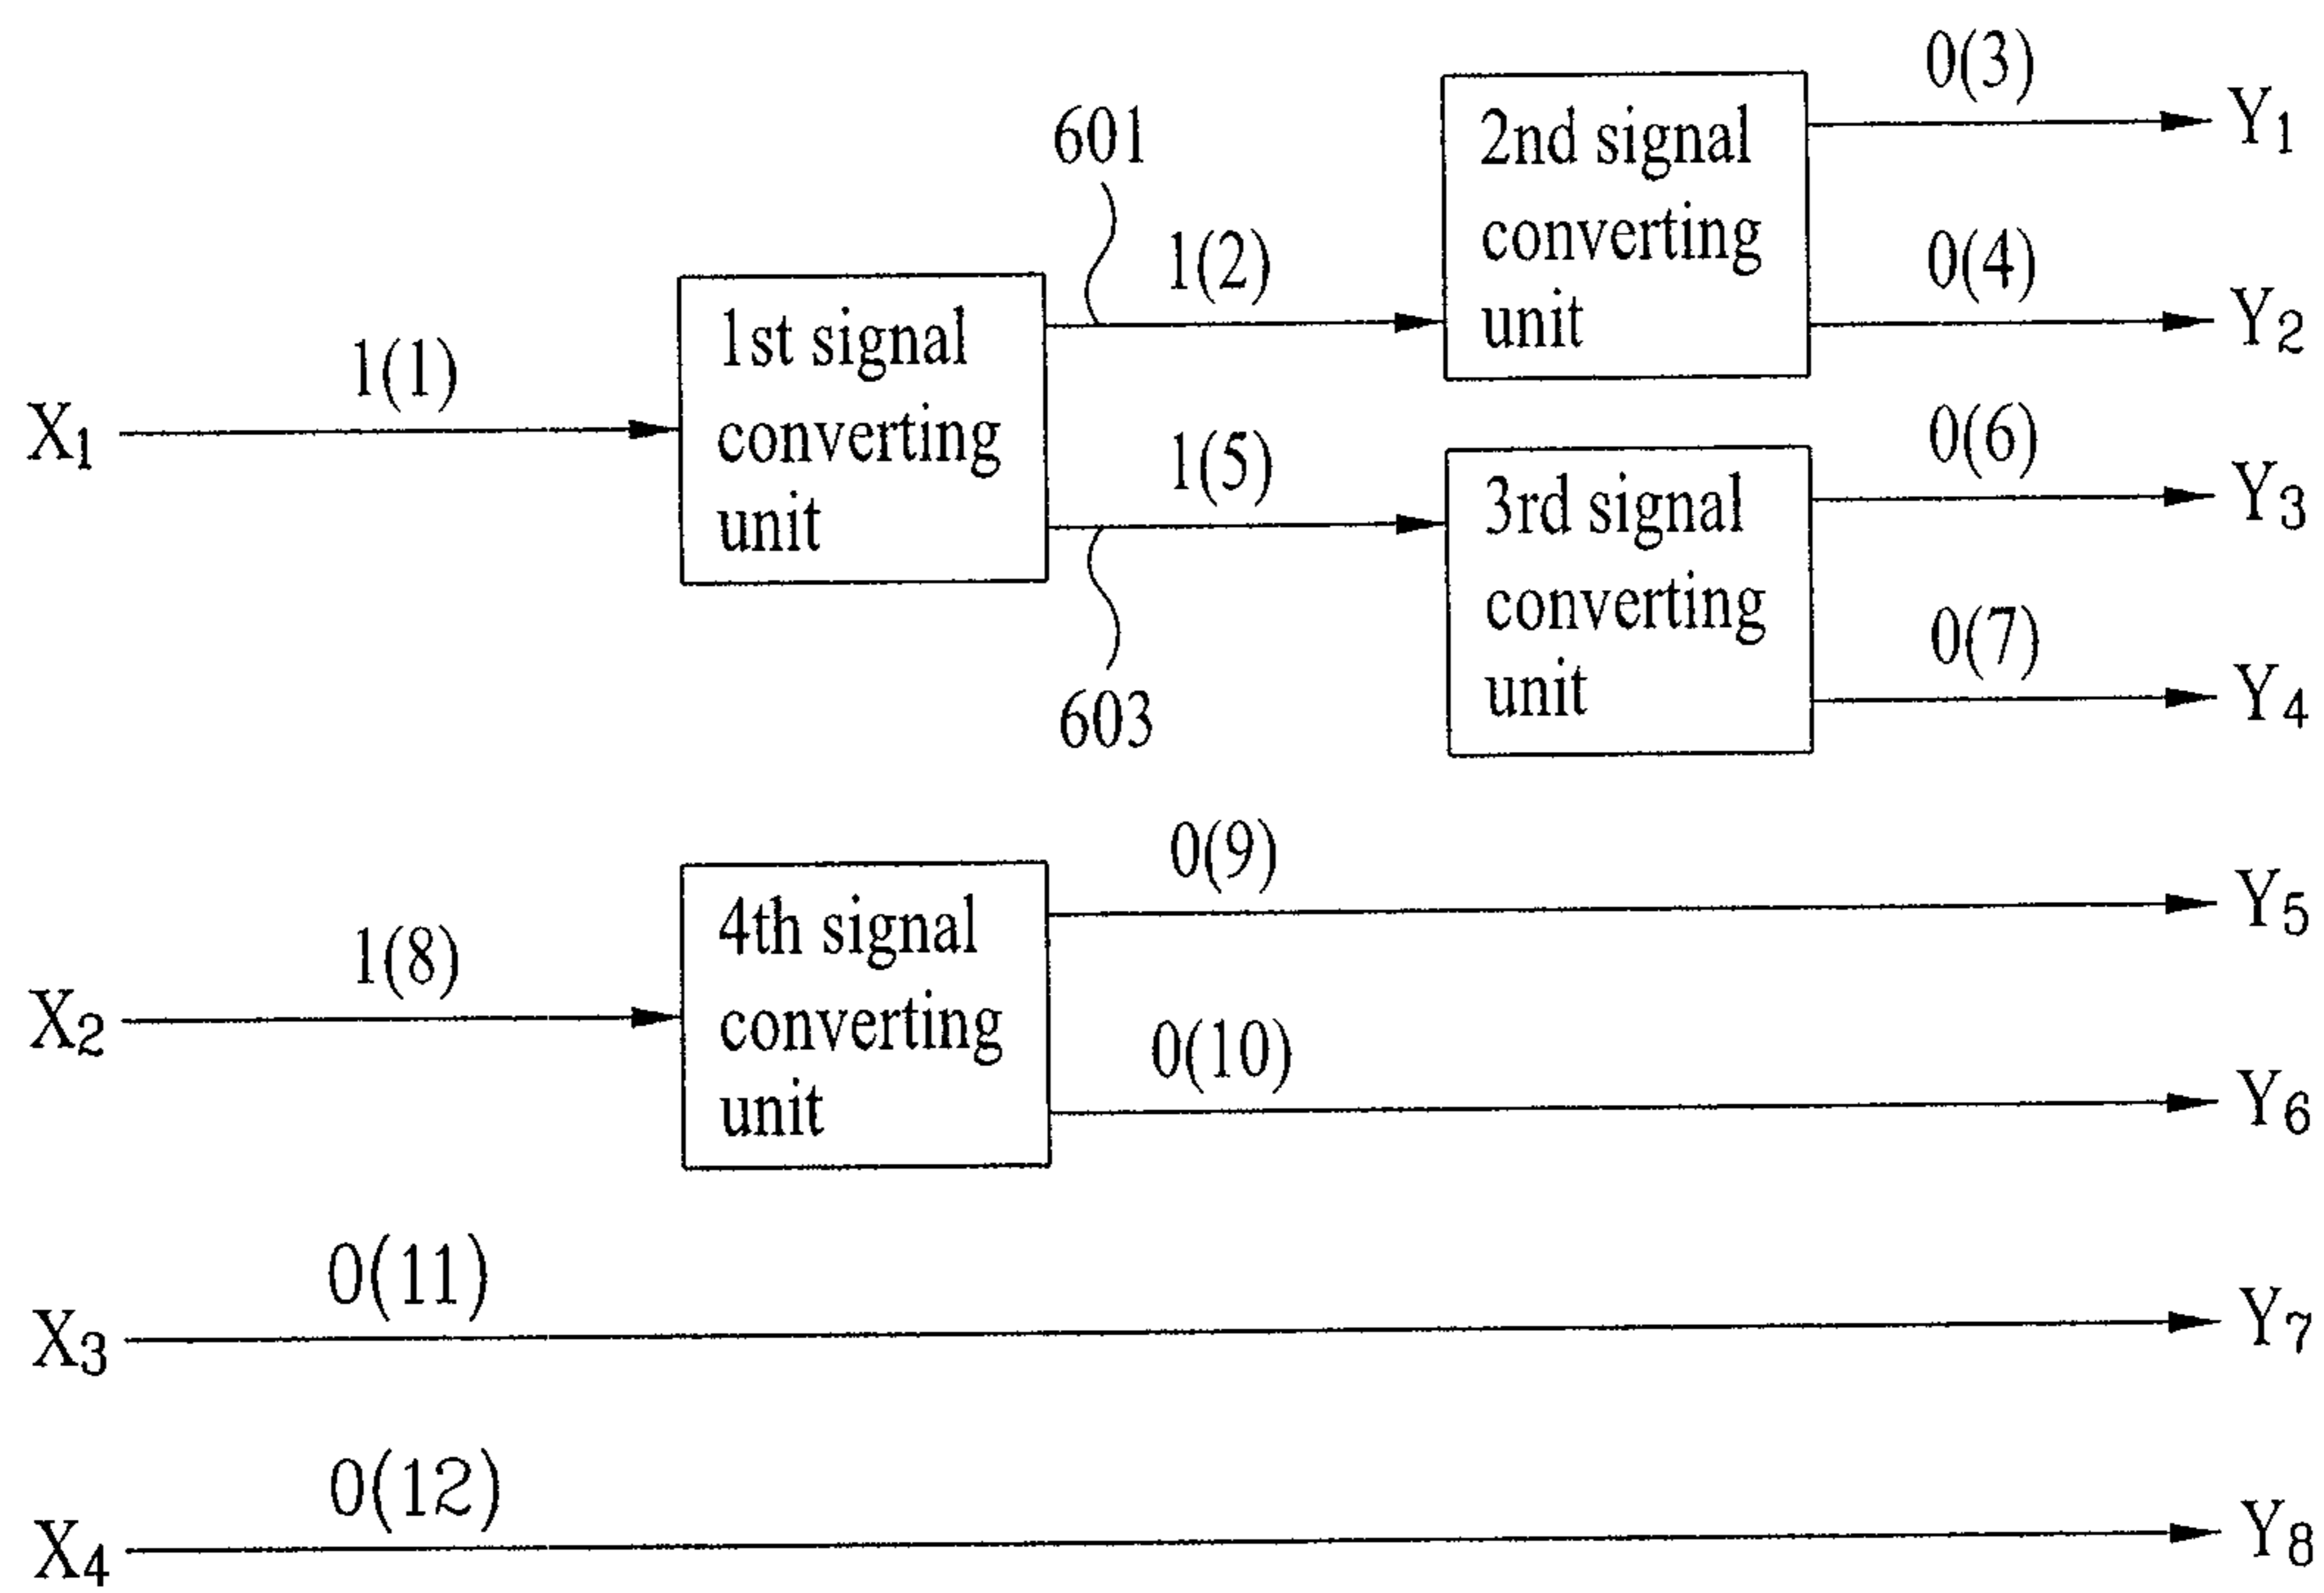 0(3)
Y1
601
2nd signal
converting
unit
1(2)
0(4)
Y2
1(1)
X1
1st signal
converting
unit
1(5)
603
3rd signal
converting
unit
0(6)
Y3
0(7)
Y4
1(8)
X2
4th signal
converting
unit
0(9)
Y5
0(10)
Y6
0(11)
X3
Y7
0(12)
X4
Y8